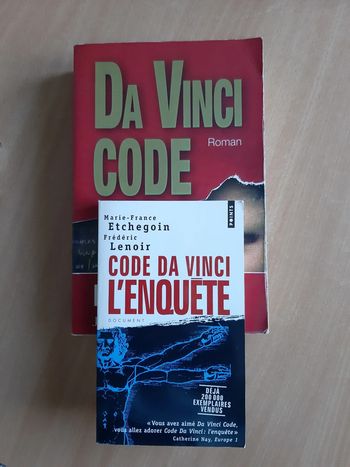 DA VINCI
CODE
Roman
POINTS
Marie-France
Etchegoin
Frédéric
Lenoir
CODE DA VINCI
L'ENQUÊTE
DOCUMENT
DÉJÀ
200 000
EXEMPLAIRES
VENDUS
« Vous avez aimé Da Vinci Code,
vous allez adorer Code Da Vinci : l'enquête »
Catherine Nay, Europe 1